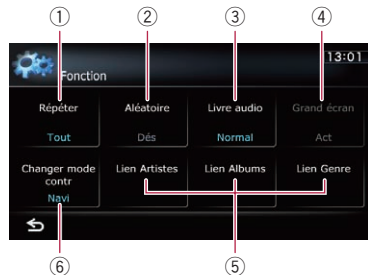 ① ② ③ ④
13:01
Fonction
Répéter Aléatoire Livre audio Grand écran
Tout Dés Normal Act
Changer mode Lien Artistes Lien Albums Lien Genre
contr
Navi
⑥ ⑤